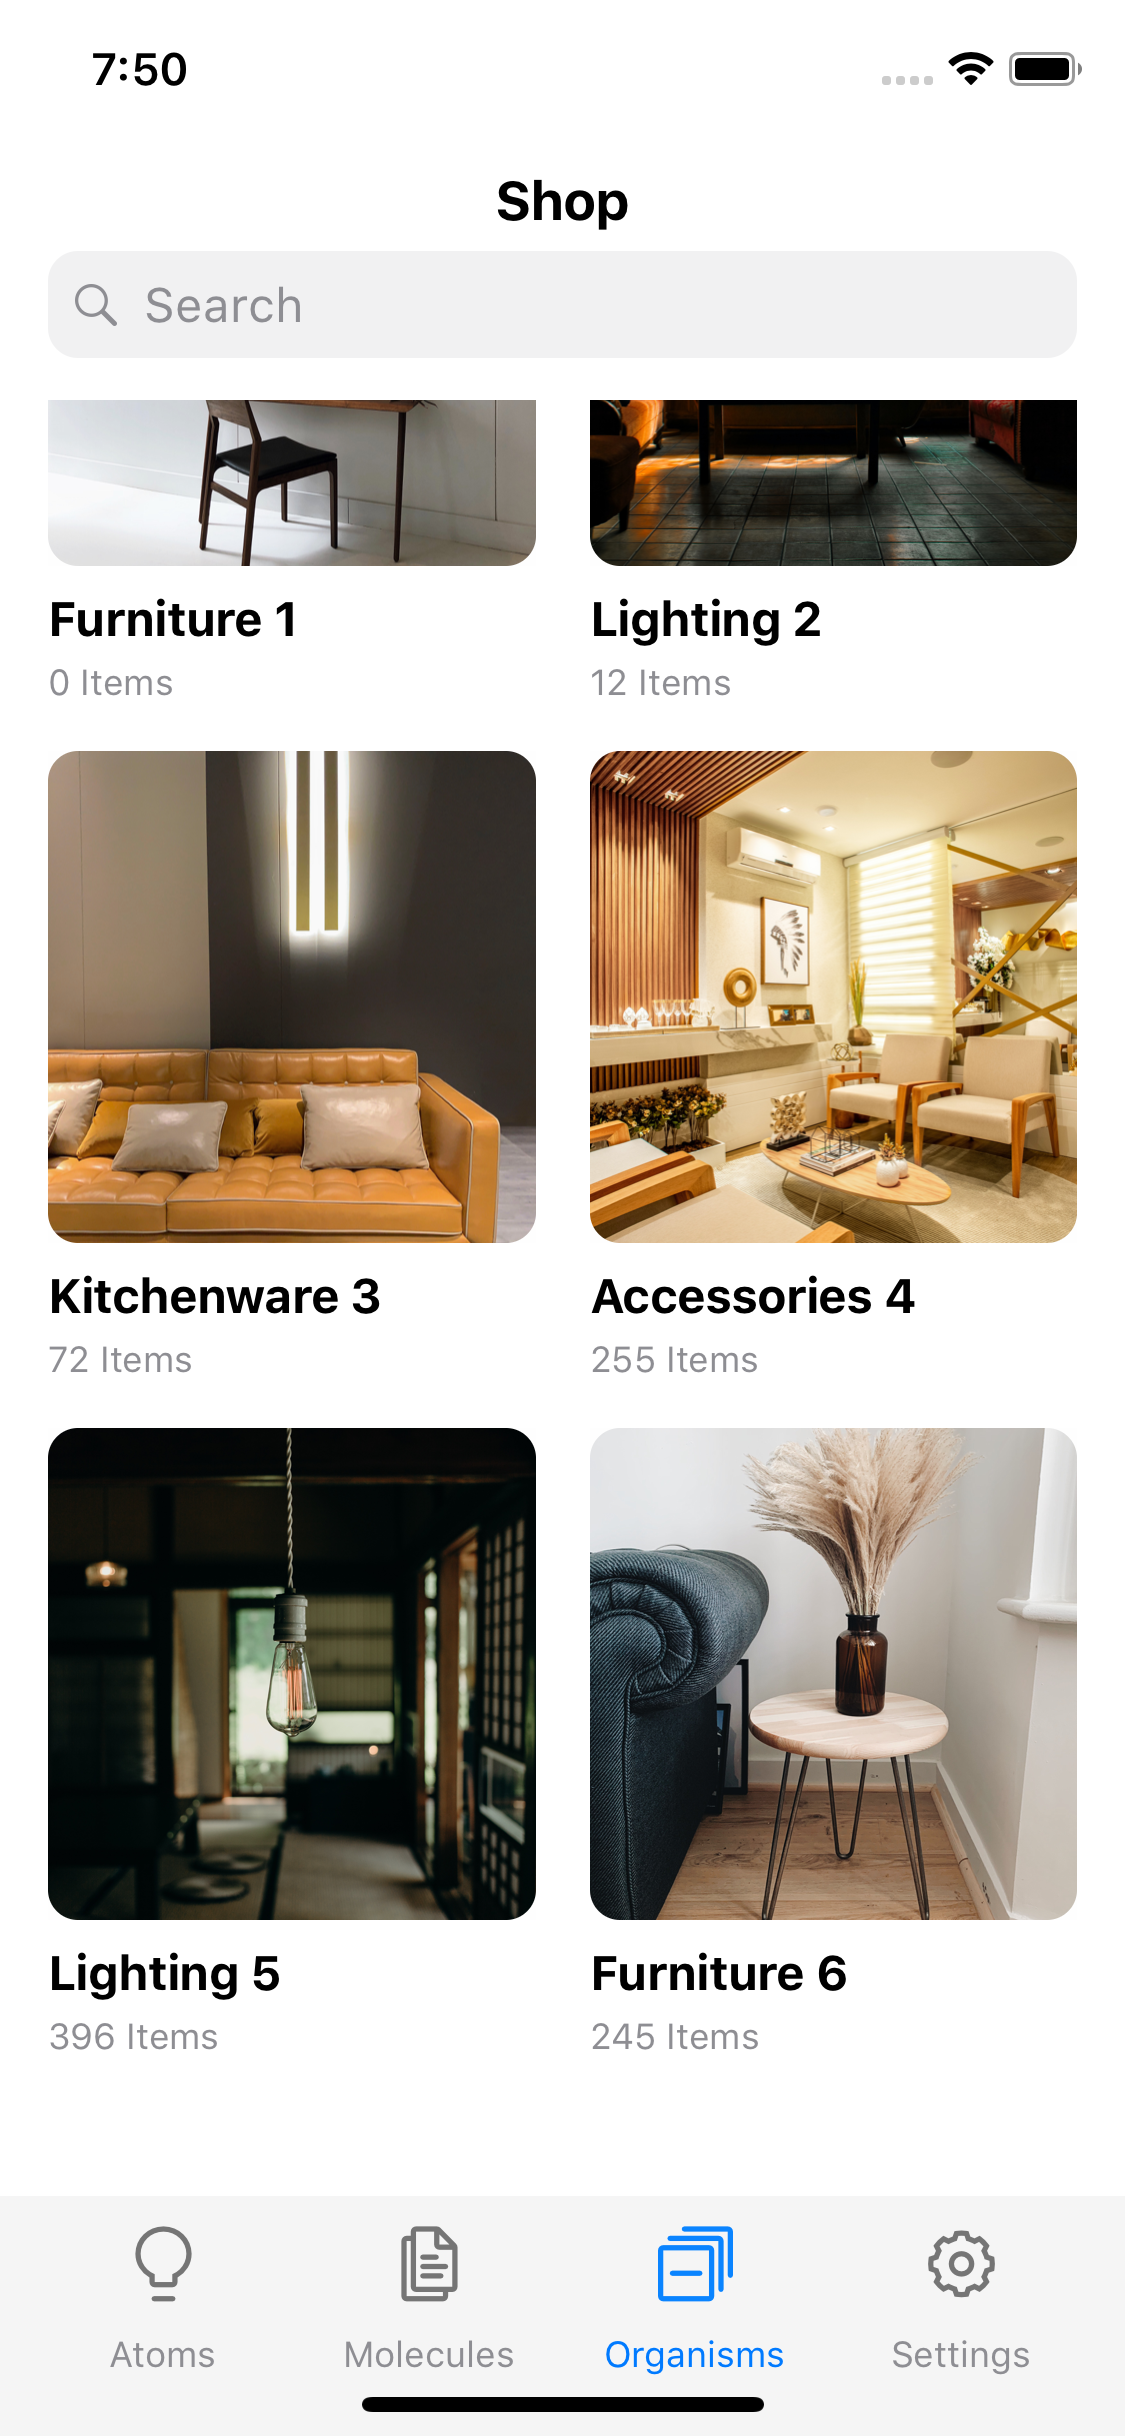 7:50
Shop
Search
Furniture 1
0 Items
Lighting 2
12 Items
Kitchenware 3
72 Items
Accessories 4
255 Items
Lighting 5
396 Items
Furniture 6
245 Items
Atoms
Molecules
Organisms
Settings